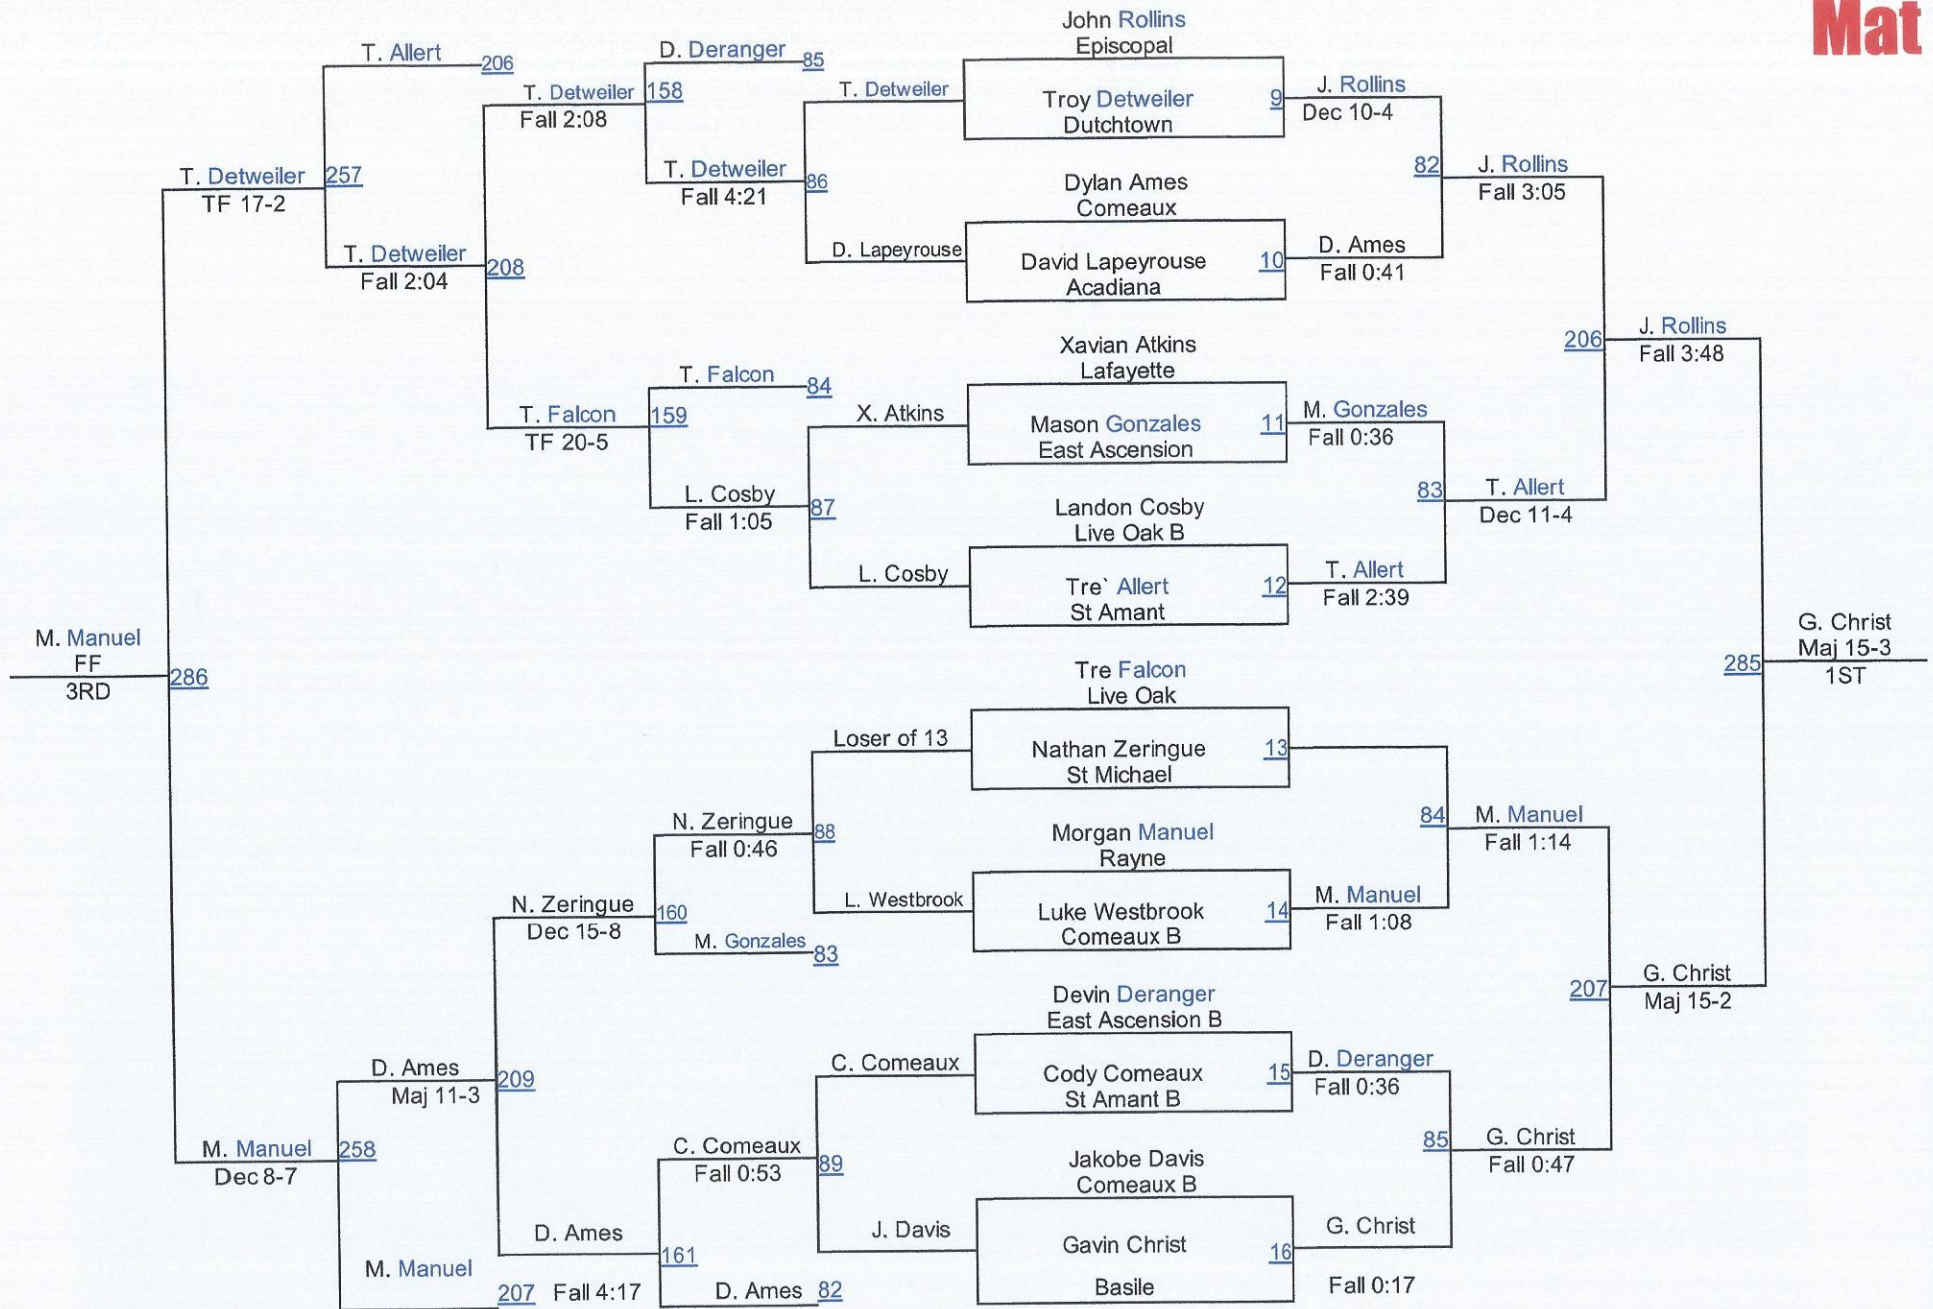 Mat
John Rollins
Episcopal
T. Allert
206
D. Deranger
85
T. Detweiler
158
Fall 2:08
T. Detweiler
Troy Detweiler
Dutchtown
9
J. Rollins
Dec 10-4
T. Detweiler
257
TF 17-2
T. Detweiler
86
Fall 4:21
Dylan Ames
Comeaux
82
J. Rollins
Fall 3:05
T. Detweiler
Fall 2:04
208
D. Lapeyrouse
David Lapeyrouse
Acadiana
10
D. Ames
Fall 0:41
Xavian Atkins
Lafayette
206
J. Rollins
Fall 3:48
T. Falcon
84
T. Falcon
159
TF 20-5
X. Atkins
Mason Gonzales
East Ascension
11
M. Gonzales
Fall 0:36
L. Cosby
Fall 1:05
87
Landon Cosby
Live Oak B
83
T. Allert
Dec 11-4
L. Cosby
Tre` Allert
St Amant
12
T. Allert
Fall 2:39
M. Manuel
FF
3RD
286
Tre Falcon
Live Oak
285
G. Christ
Maj 15-3
1ST
Loser of 13
Nathan Zeringue
St Michael
13
N. Zeringue
Fall 0:46
88
Morgan Manuel
Rayne
84
M. Manuel
Fall 1:14
N. Zeringue
Dec 15-8
160
L. Westbrook
Luke Westbrook
Comeaux B
14
M. Manuel
Fall 1:08
M. Gonzales
83
Devin Deranger
East Ascension B
207
G. Christ
Maj 15-2
D. Ames
Maj 11-3
209
C. Comeaux
Cody Comeaux
St Amant B
15
D. Deranger
Fall 0:36
M. Manuel
Dec 8-7
258
C. Comeaux
Fall 0:53
89
Jakobe Davis
Comeaux B
85
G. Christ
Fall 0:47
D. Ames
161
J. Davis
Gavin Christ
Basile
16
G. Christ
Fall 0:17
M. Manuel
207
Fall 4:17
D. Ames
82